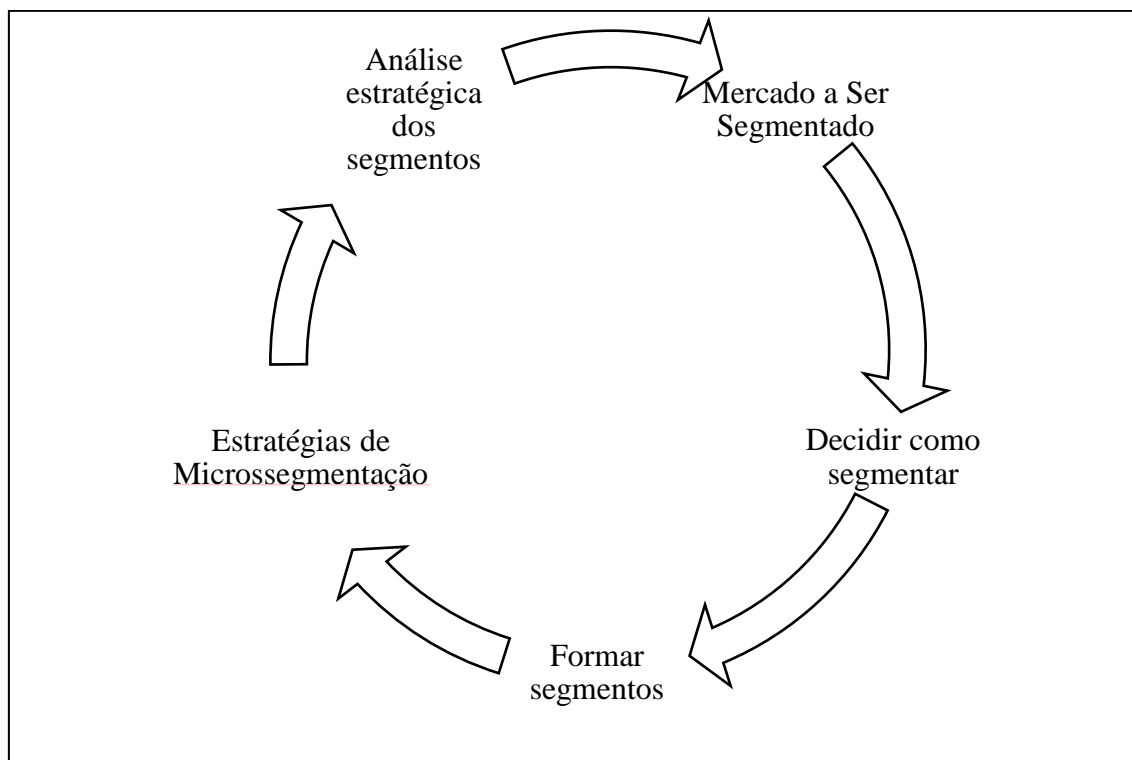 Análise
estratégica
dos
segmentos
Mercado a Ser
Segmentado
Decidir como
segmentar
Formar
segmentos
Estratégias de
Microssegmentação